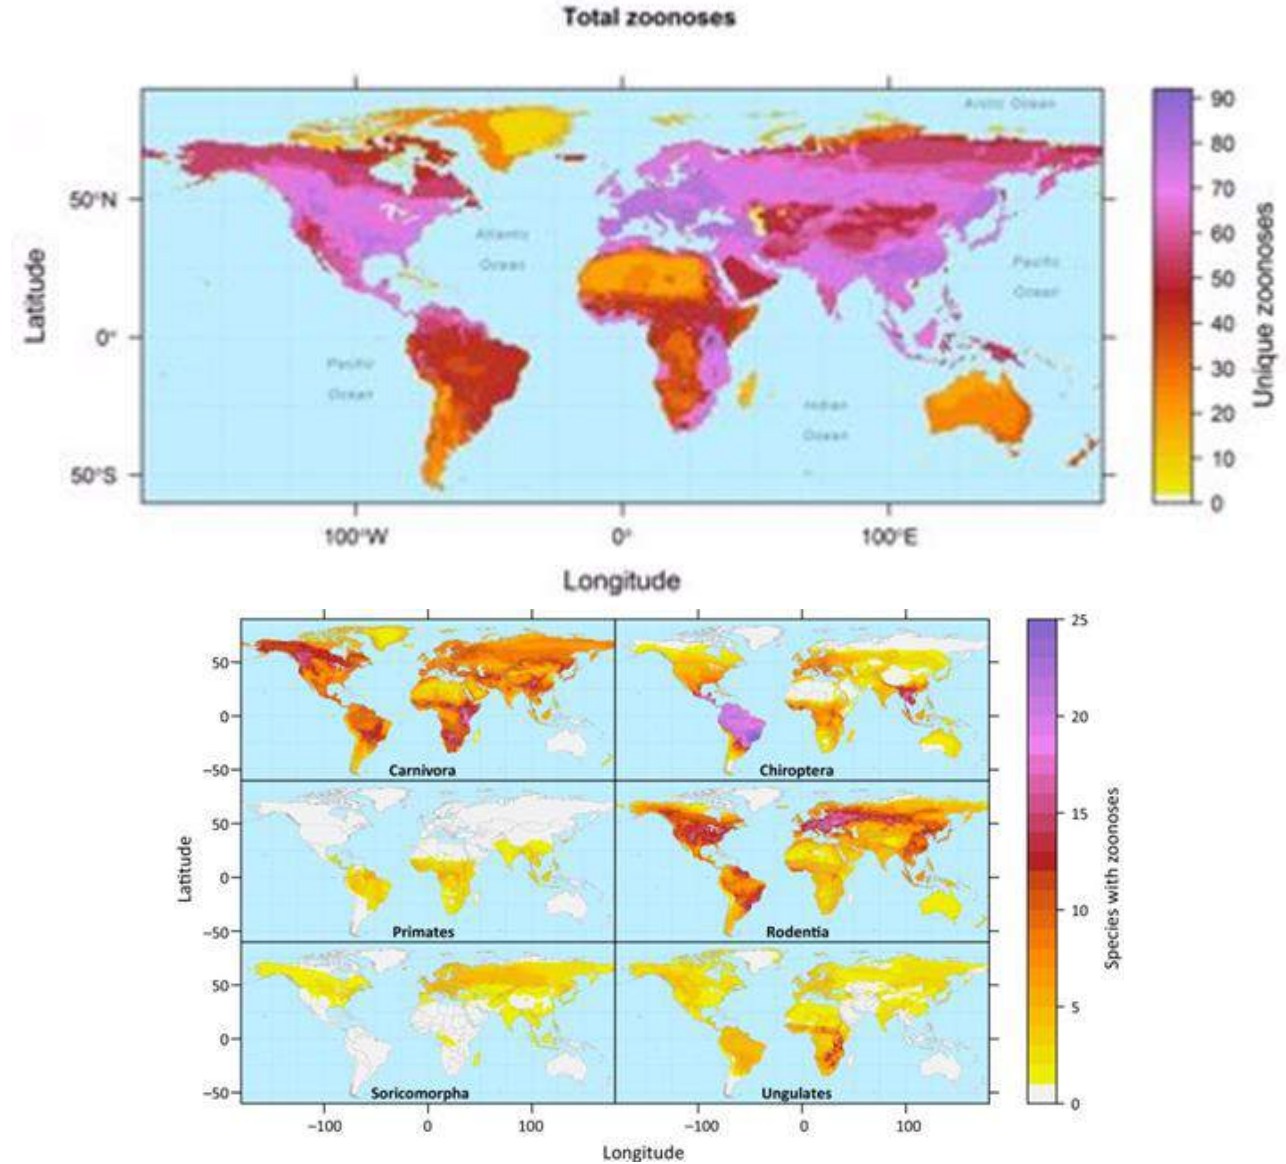 Total zoonoses
Arctic Ocean
Atlantic
Ocean
Pacific
Ocean
Pacific
Ocean
Indian
Ocean
50°N
0°
50°S
Latitude
100°W
0°
100°E
Longitude
90
80
70
60
50
40
30
20
10
0
Unique zoonoses
50
0
−50
Carnivora
Chiroptera
50
0
−50
Primates
Rodentia
50
0
−50
Soricomorpha
Ungulates
Latitude
−100
0
100
−100
0
100
Longitude
25
20
15
10
5
0
Species with zoonoses